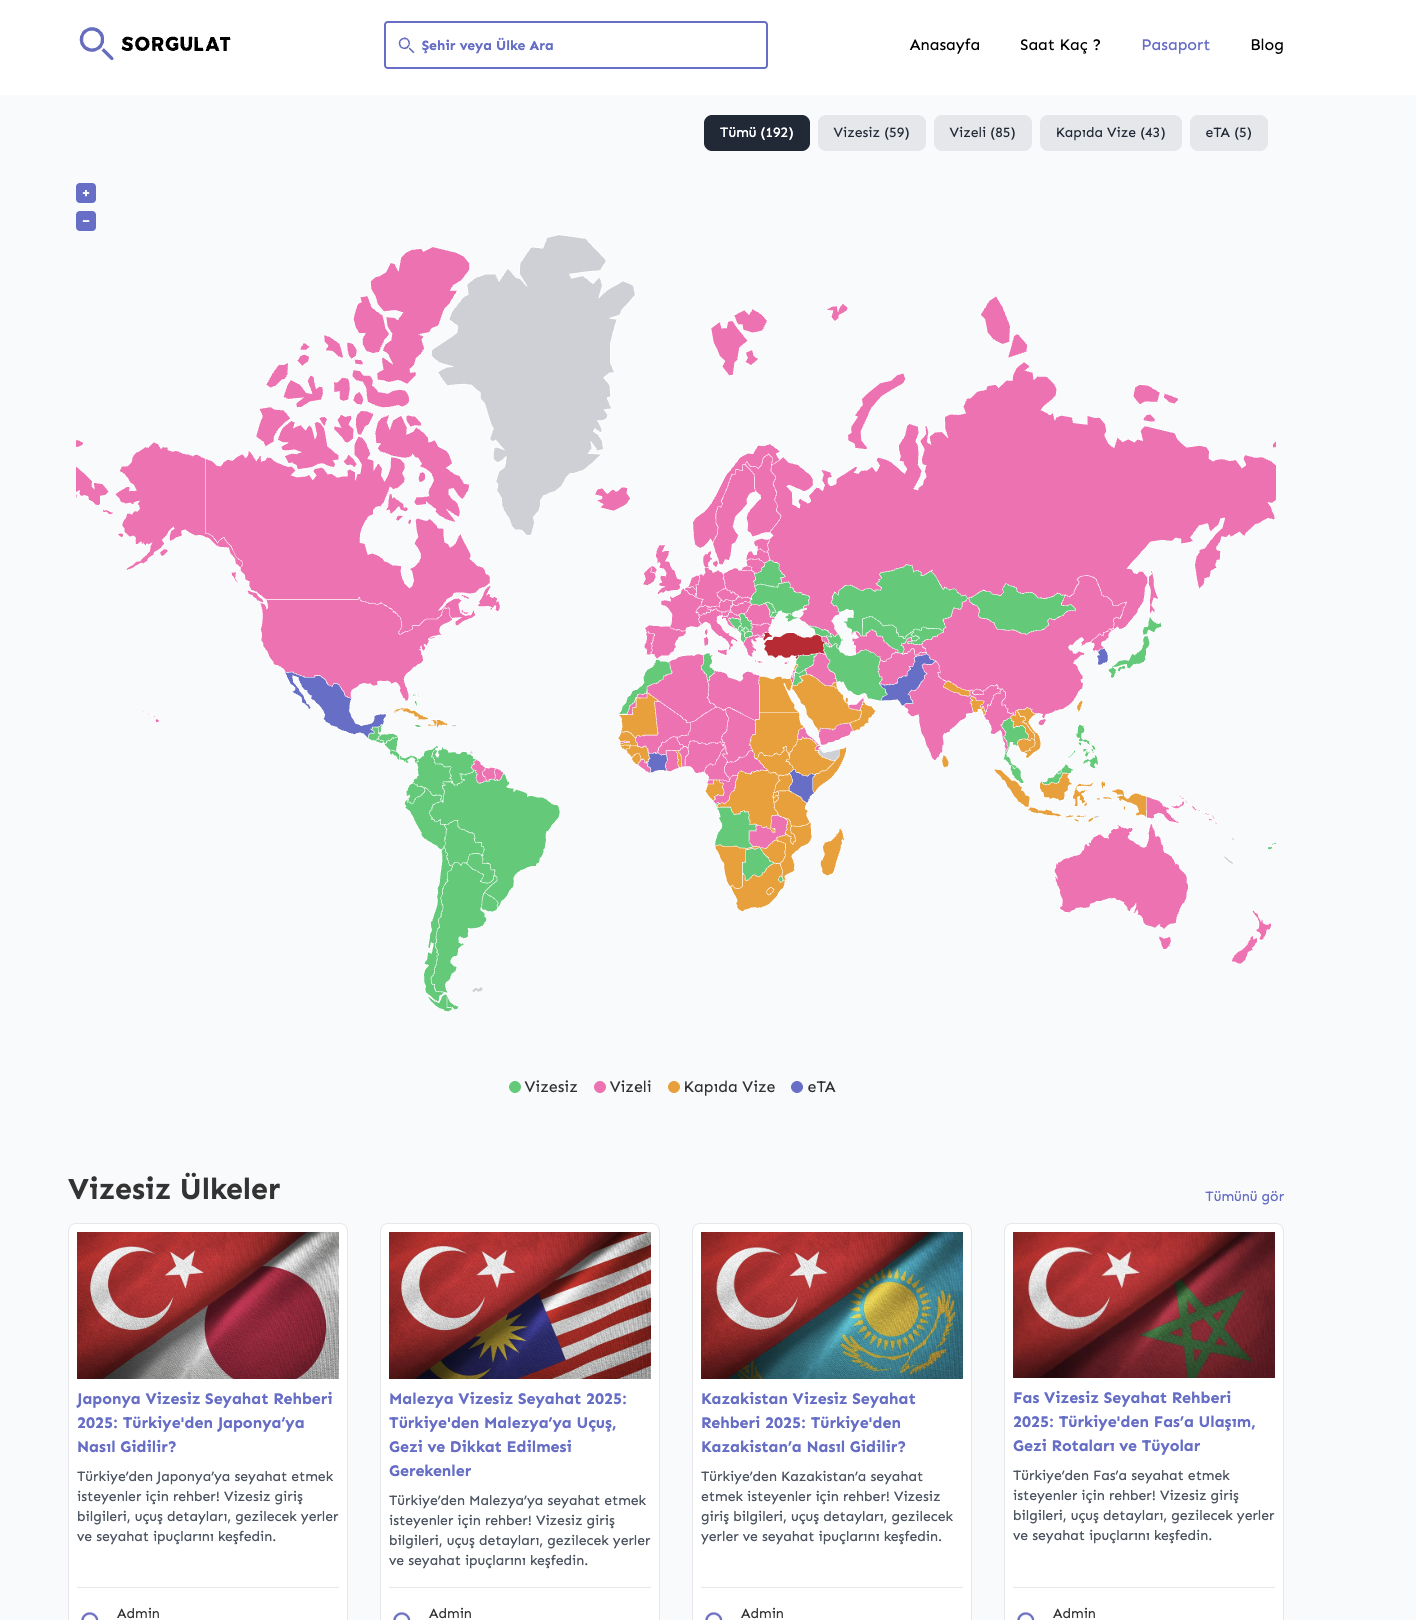 SORGULAT
Şehir veya Ülke Ara
Anasayfa
Saat Kaç ?
Pasaport
Blog
Tümü (192)
Vizesiz (59)
Vizeli (85)
Kapıda Vize (43)
eTA (5)
+
−
Vizesiz
Vizeli
Kapıda Vize
eTA
Vizesiz Ülkeler
Tümünü gör
Japonya Vizesiz Seyahat Rehberi
2025: Türkiye'den Japonya’ya
Nasıl Gidilir?
Türkiye’den Japonya’ya seyahat etmek
isteyenler için rehber! Vizesiz giriş
bilgileri, uçuş detayları, gezilecek yerler
ve seyahat ipuçlarını keşfedin.
Admin
Malezya Vizesiz Seyahat 2025:
Türkiye'den Malezya’ya Uçuş,
Gezi ve Dikkat Edilmesi
Gerekenler
Türkiye’den Malezya’ya seyahat etmek
isteyenler için rehber! Vizesiz giriş
bilgileri, uçuş detayları, gezilecek yerler
ve seyahat ipuçlarını keşfedin.
Admin
Kazakistan Vizesiz Seyahat
Rehberi 2025: Türkiye'den
Kazakistan’a Nasıl Gidilir?
Türkiye’den Kazakistan’a seyahat
etmek isteyenler için rehber! Vizesiz
giriş bilgileri, uçuş detayları, gezilecek
yerler ve seyahat ipuçlarını keşfedin.
Admin
Fas Vizesiz Seyahat Rehberi
2025: Türkiye'den Fas’a Ulaşım,
Gezi Rotaları ve Tüyolar
Türkiye’den Fas’a seyahat etmek
isteyenler için rehber! Vizesiz giriş
bilgileri, uçuş detayları, gezilecek yerler
ve seyahat ipuçlarını keşfedin.
Admin